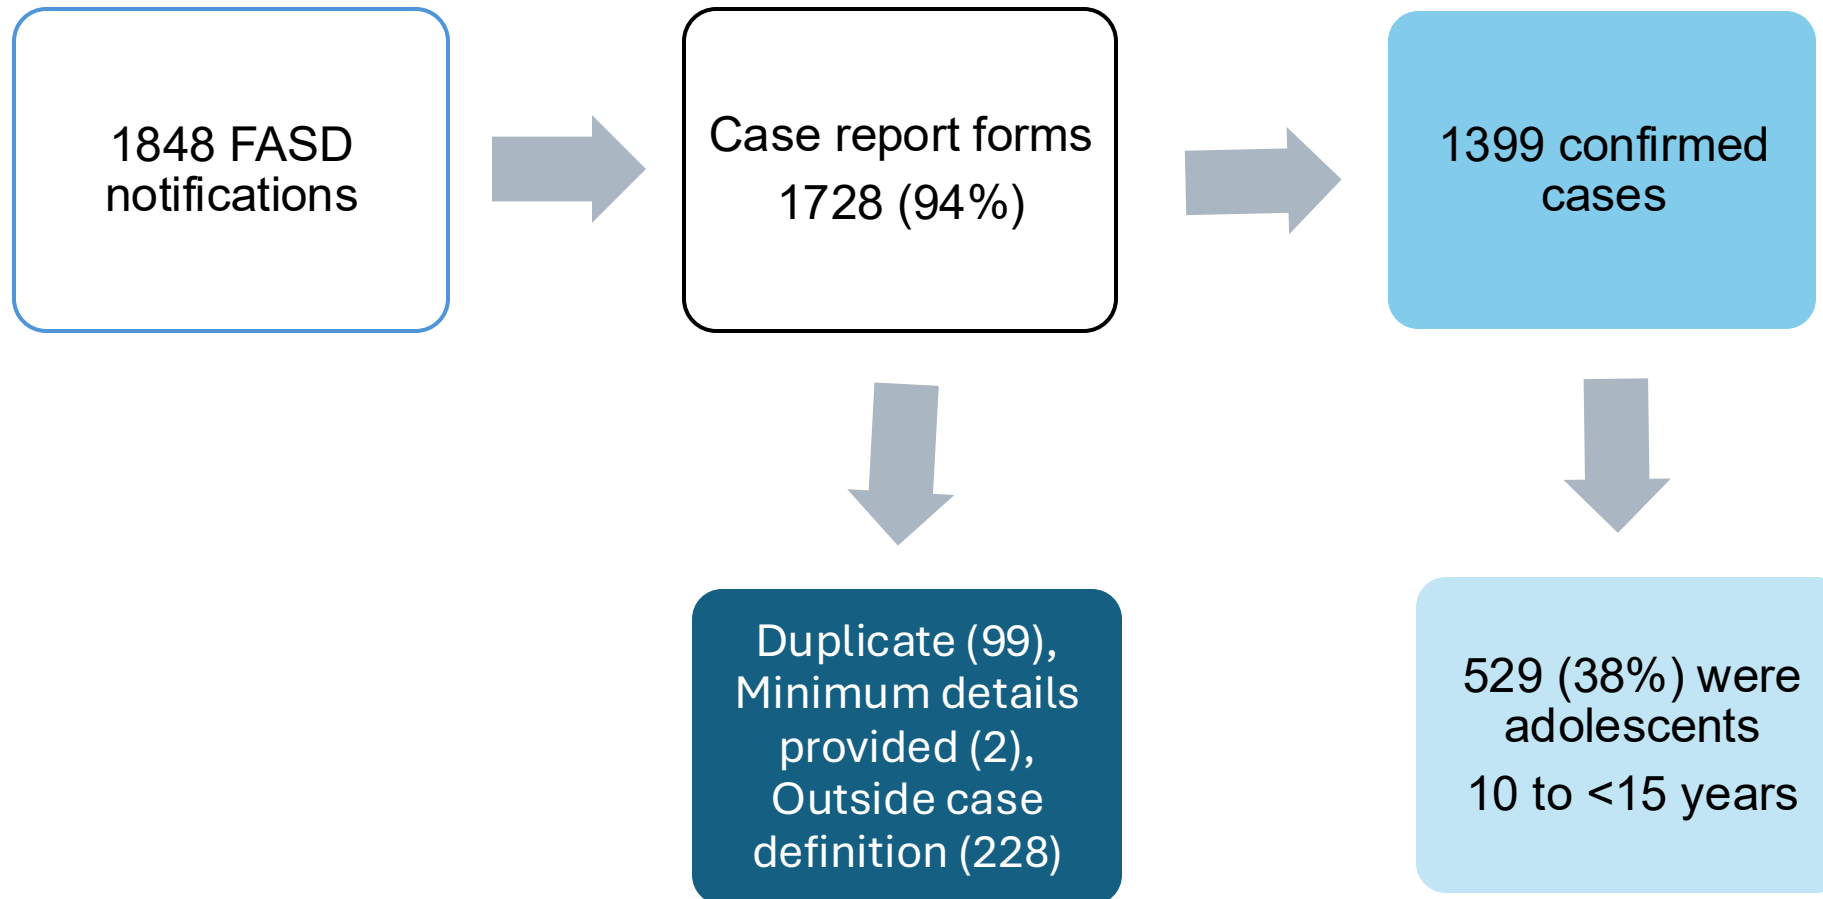 1848 FASD
notifications
Case report forms
1728 (94%)
1399 confirmed
cases
Duplicate (99),
Minimum details
provided (2),
Outside case
definition (228)
529 (38%) were
adolescents
10 to <15 years